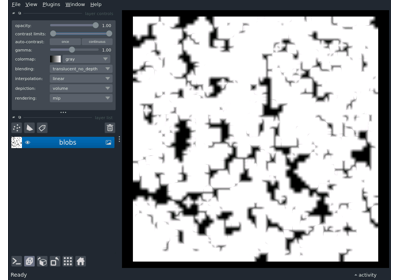 File View Plugins Window Help
opacity: 1.00
contrast limits:
auto-contrast: once continuous
gamma: 1.00
colormap: gray
blending: translucent_no_depth
interpolation: linear
depiction: volume
rendering: mip
blobs
Ready
activity